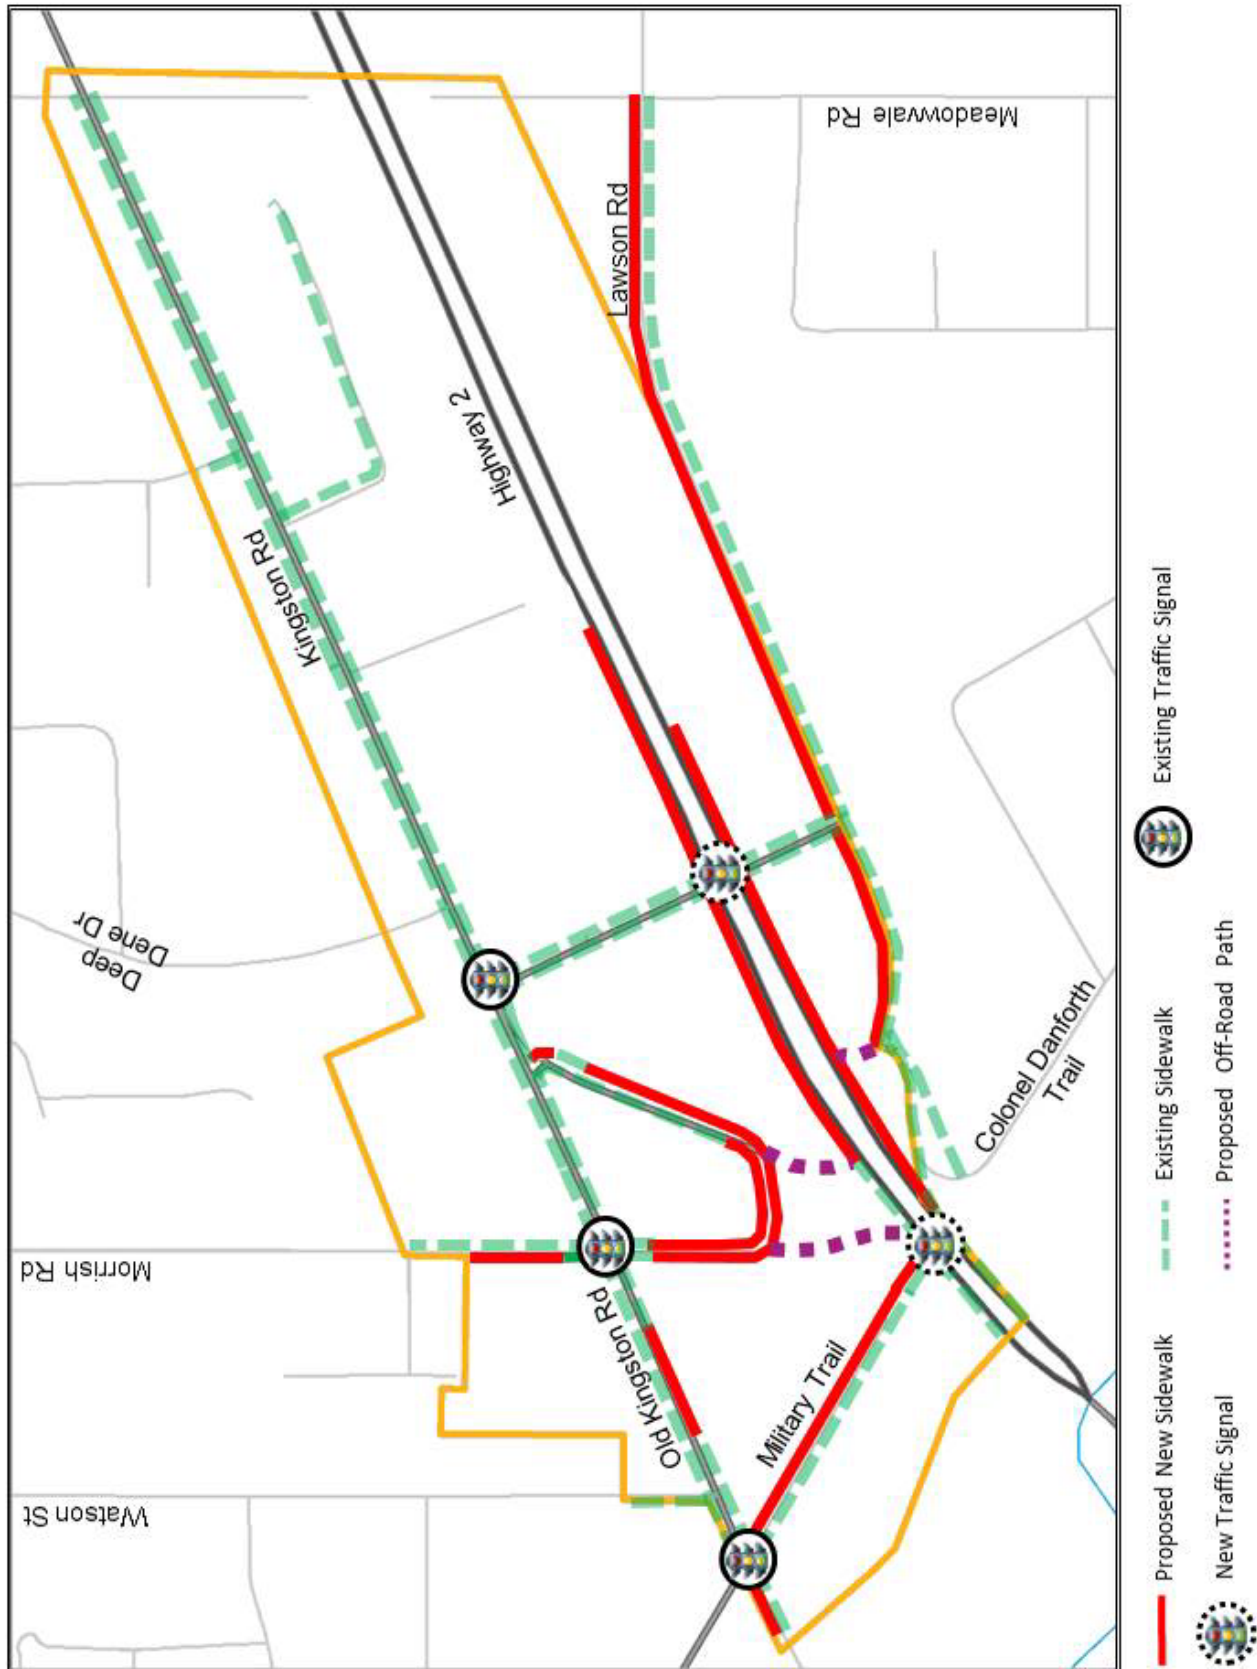 Meadowvale Rd
Lawson Rd
Highway 2
Kingston Rd
Deep
Dene Dr
Colonel Danforth
Trail
Morrish Rd
Old Kingston Rd
Military Trail
Watson St
Proposed New Sidewalk
Existing Sidewalk
Existing Traffic Signal
New Traffic Signal
Proposed Off-Road Path